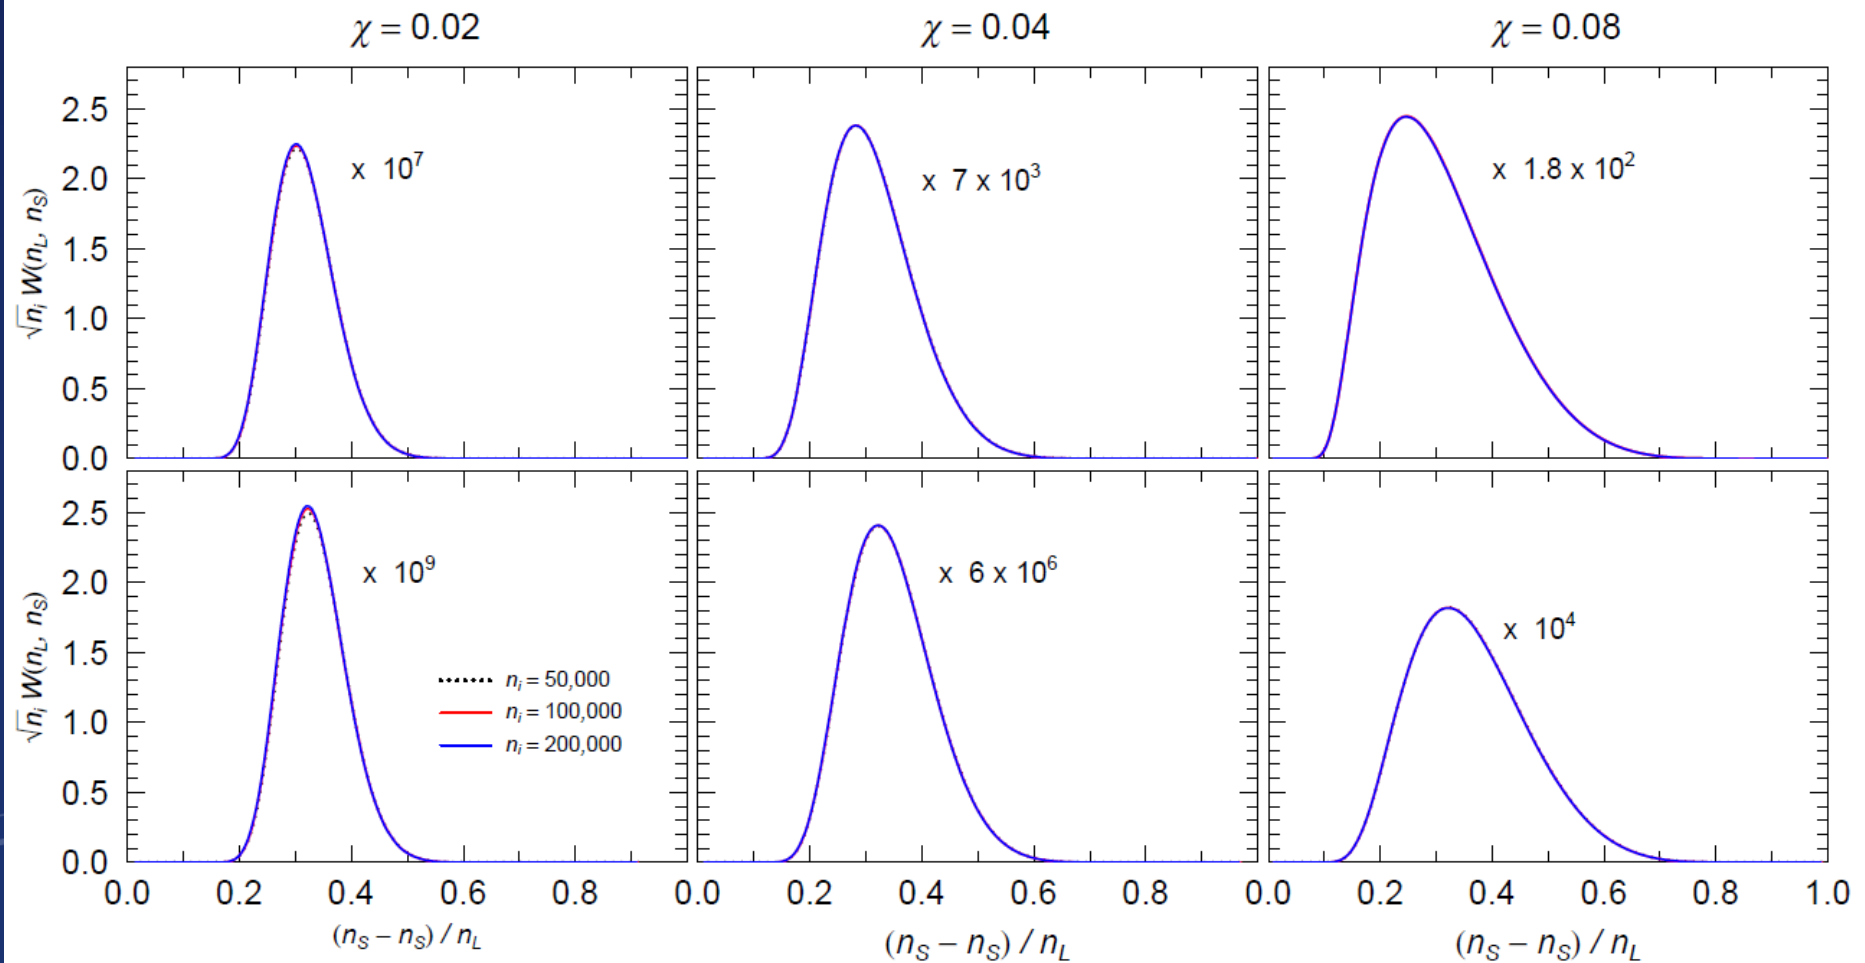 χ = 0.02
χ = 0.04
χ = 0.08
√nᵢ W(n_L, n_S)
2.5
2.0
1.5
1.0
0.5
0.0
x 10⁷
x 7 x 10³
x 1.8 x 10²
√nᵢ W(n_L, n_S)
2.5
2.0
1.5
1.0
0.5
0.0
x 10⁹
x 6 x 10⁶
x 10⁴
nᵢ = 50,000
nᵢ = 100,000
nᵢ = 200,000
0.0 0.2 0.4 0.6 0.8 0.0 0.2 0.4 0.6 0.8 0.0 0.2 0.4 0.6 0.8 1.0
(n_S – n_S) / n_L
(n_S – n_S) / n_L
(n_S – n_S) / n_L